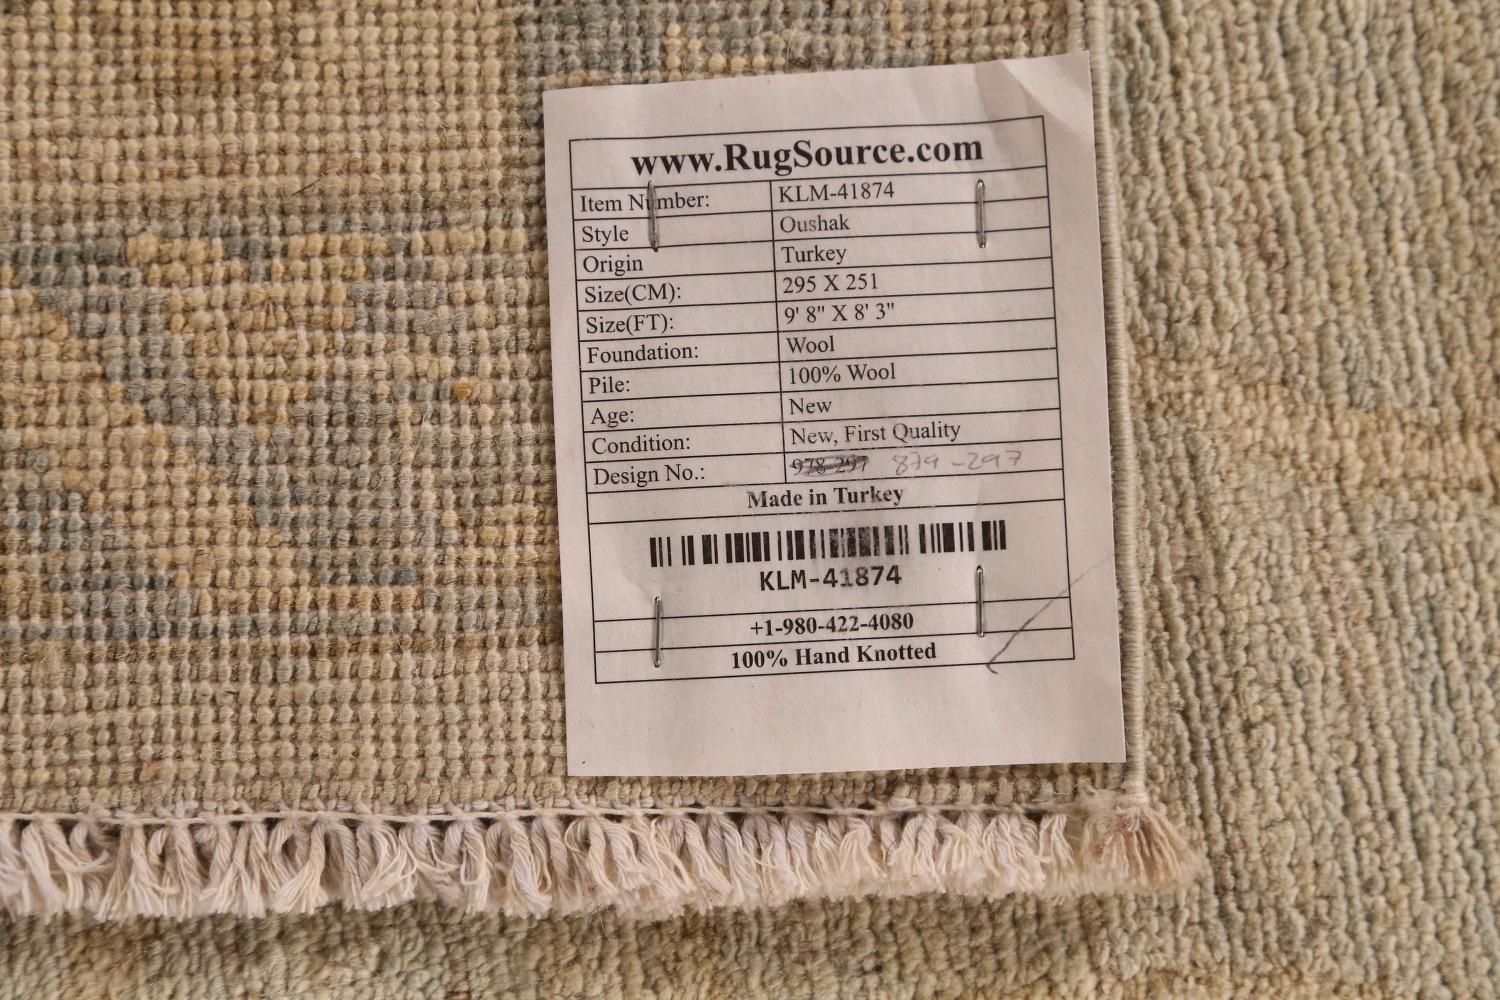 www.RugSource.com
Item Number: KLM-41874
Style Oushak
Origin Turkey
Size(CM): 295 X 251
Size(FT): 9' 8" X 8' 3"
Foundation: Wool
Pile: 100% Wool
Age: New
Condition: New, First Quality
Design No.: 978-297 879-297
Made in Turkey
KLM-41874
+1-980-422-4080
100% Hand Knotted